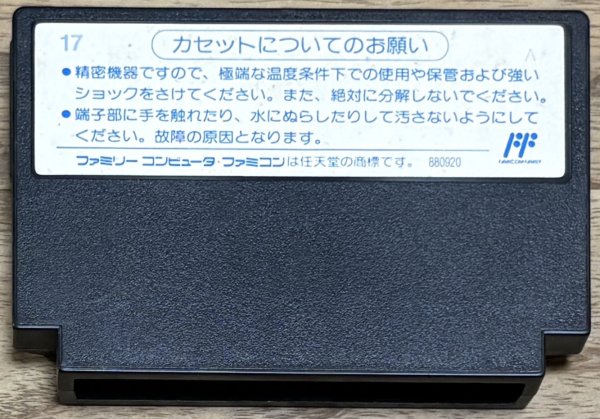 17
カセットについてのお願い
A
●精密機器ですので、極端な温度条件下での使用や保管および強い
ショックをさけてください。また、絶対に分解しないでください。
●端子部に手を触れたり、水にぬらしたりして汚さないようにして
ください。故障の原因となります。
FAMICOM FAMILY
ファミリー コンピュータ・ファミコンは任天堂の商標です。 880920